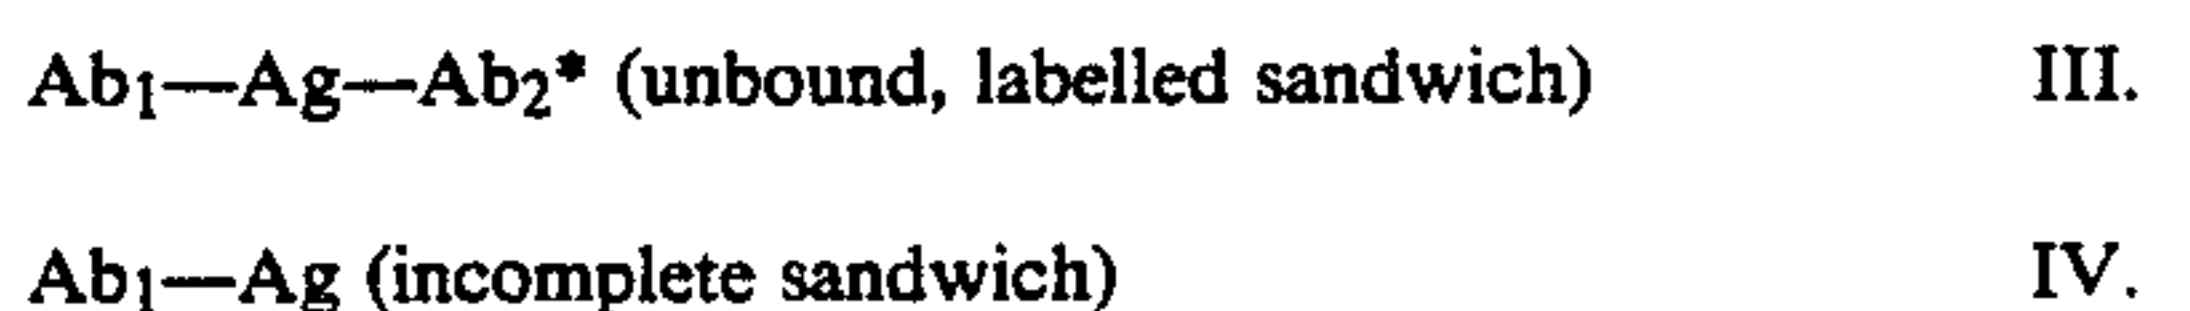 Ab₁—Ag—Ab₂* (unbound, labelled sandwich) III.
Ab₁—Ag (incomplete sandwich) IV.